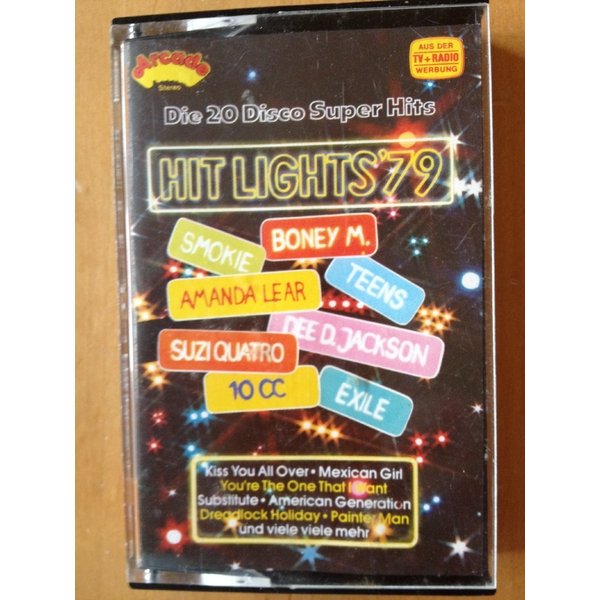 Arcade
Stereo
AUS DER
TV+RADIO
WERBUNG
Die 20 Disco Super Hits
HIT LIGHTS'79
SMOKIE
BONEY M.
TEENS
AMANDA LEAR
DEE D. JACKSON
SUZI QUATRO
10 CC
EXILE
Kiss You All Over • Mexican Girl
You're The One That I Want
Substitute • American Generation
Dreadlock Holiday • Painter Man
und viele viele mehr